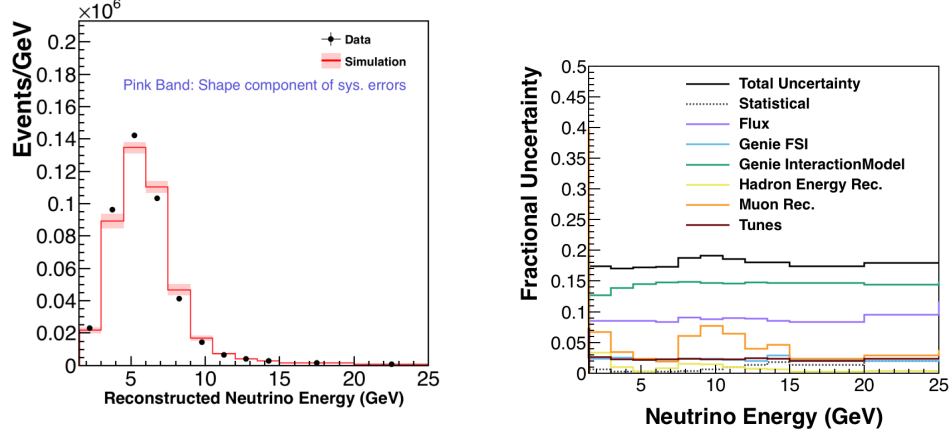 ×10⁶
Events/GeV
0.2
0.18
0.16
0.14
0.12
0.1
0.08
0.06
0.04
0.02
0
Data
Simulation
Pink Band: Shape component of sys. errors
5 10 15 20 25
Reconstructed Neutrino Energy (GeV)
Fractional Uncertainty
0.5
0.45
0.4
0.35
0.3
0.25
0.2
0.15
0.1
0.05
0
Total Uncertainty
Statistical
Flux
Genie FSI
Genie InteractionModel
Hadron Energy Rec.
Muon Rec.
Tunes
5 10 15 20 25
Neutrino Energy (GeV)